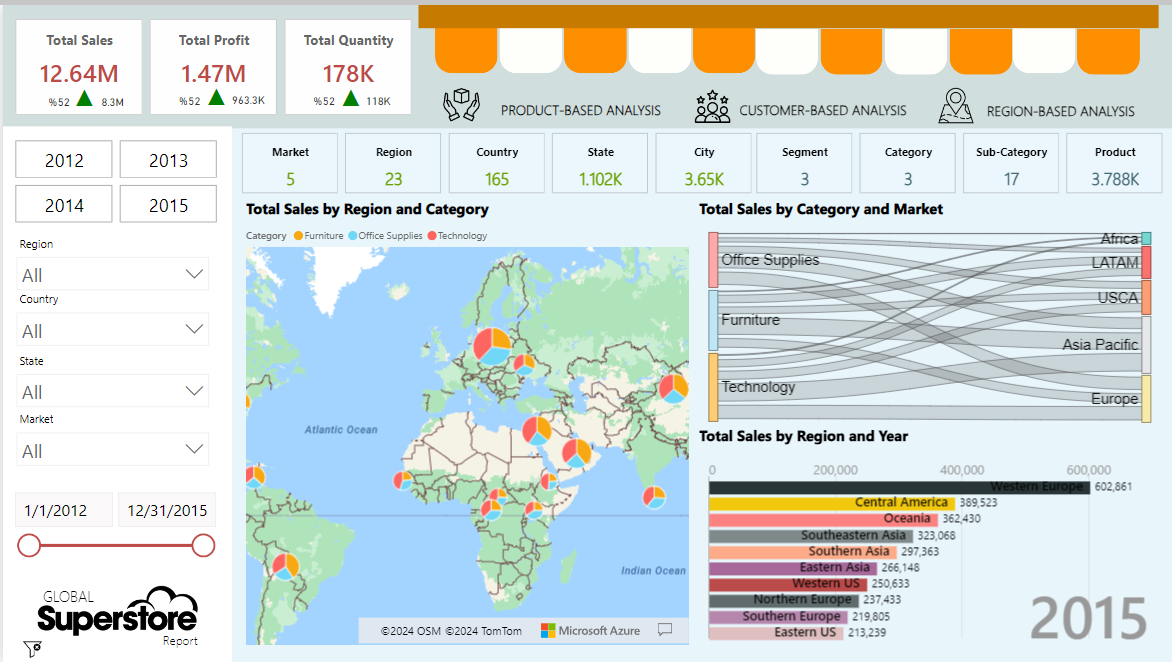 Total Sales
12.64M
%52 8.3M
Total Profit
1.47M
%52 963.3K
Total Quantity
178K
%52 118K
PRODUCT-BASED ANALYSIS
CUSTOMER-BASED ANALYSIS
REGION-BASED ANALYSIS
2012
2013
2014
2015
Region
All
Country
All
State
All
Market
All
1/1/2012
12/31/2015
GLOBAL
Superstore
Report
Market
5
Region
23
Country
165
State
1.102K
City
3.65K
Segment
3
Category
3
Sub-Category
17
Product
3.788K
Total Sales by Region and Category
Category Furniture Office Supplies Technology
Atlantic Ocean
Indian Ocean
©2024 OSM ©2024 TomTom
Microsoft Azure
Total Sales by Category and Market
Office Supplies
Furniture
Technology
Africa
LATAM
USCA
Asia Pacific
Europe
Total Sales by Region and Year
0 200,000 400,000 600,000
Western Europe 602,861
Central America 389,523
Oceania 362,430
Southeastern Asia 323,068
Southern Asia 297,363
Eastern Asia 266,148
Western US 250,633
Northern Europe 237,433
Southern Europe 219,805
Eastern US 213,239
2015